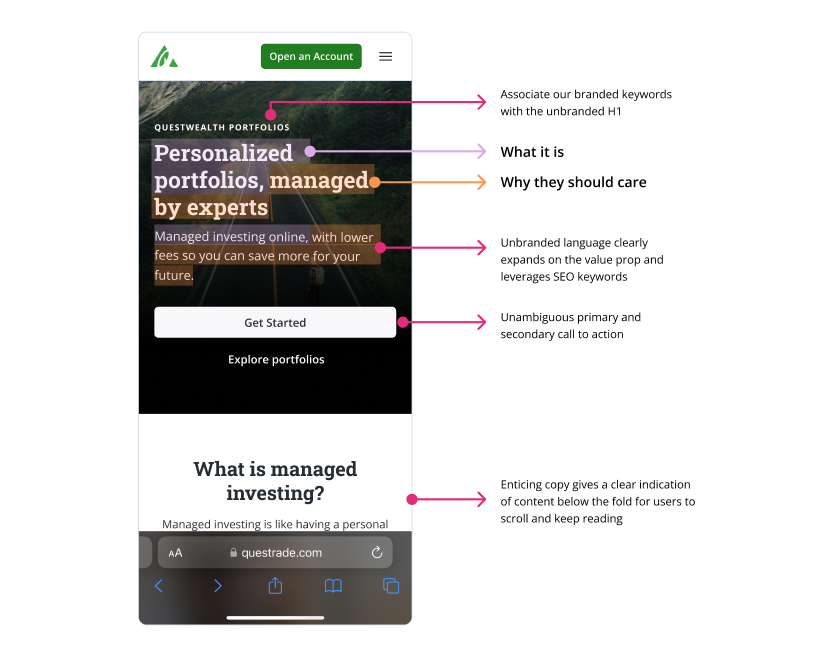 Open an Account
QUESTWEALTH PORTFOLIOS
Personalized
portfolios, managed
by experts
Managed investing online, with lower
fees so you can save more for your
future.
Get Started
Explore portfolios
What is managed
investing?
Managed investing is like having a personal
AA
questrade.com
Associate our branded keywords
with the unbranded H1
What it is
Why they should care
Unbranded language clearly
expands on the value prop and
leverages SEO keywords
Unambiguous primary and
secondary call to action
Enticing copy gives a clear indication
of content below the fold for users to
scroll and keep reading